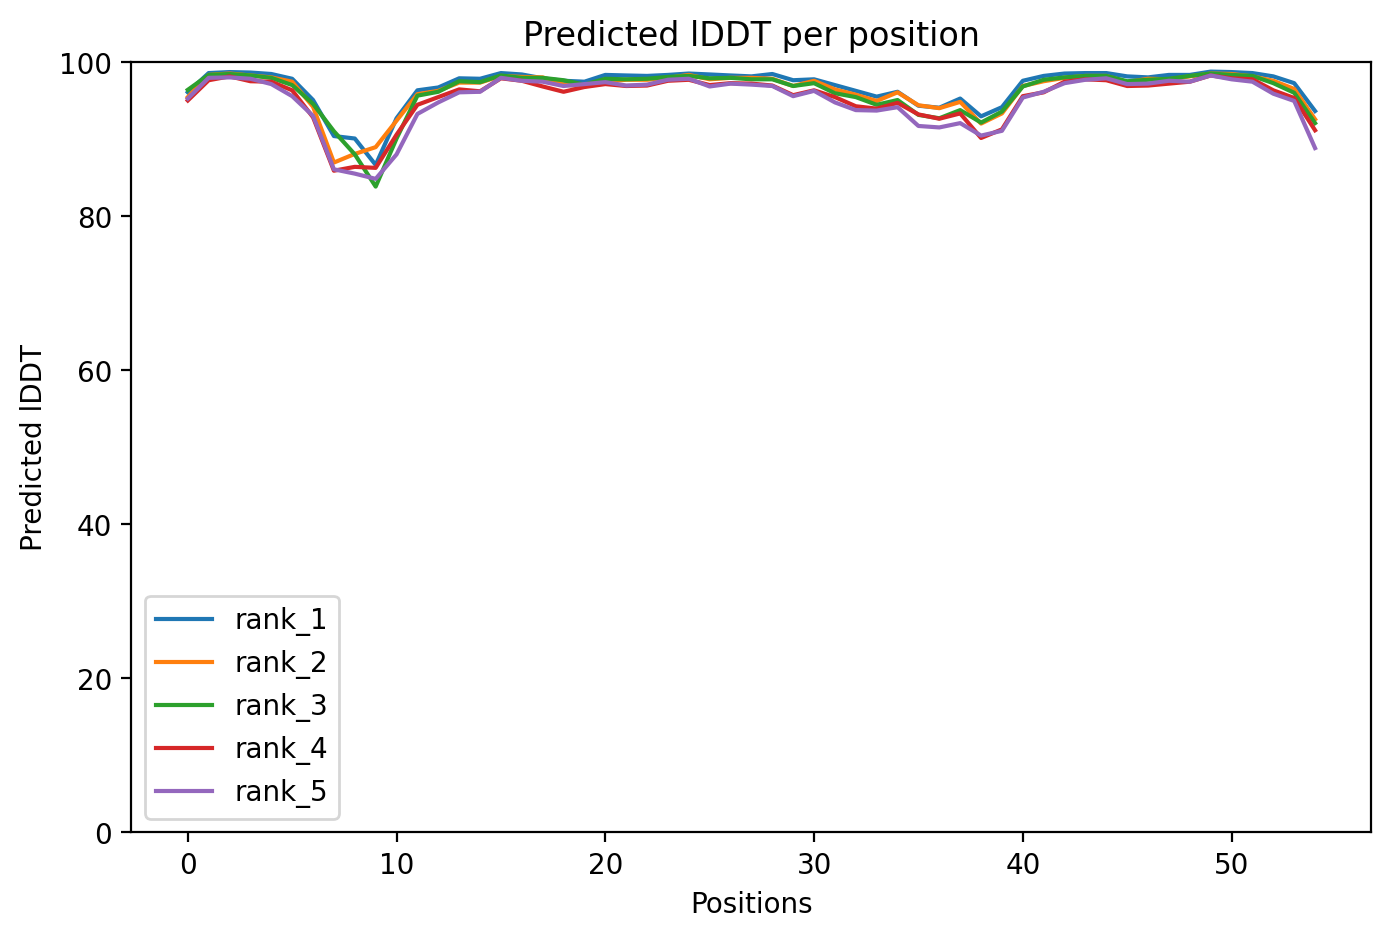 Predicted lDDT per position
100
80
60
40
20
0
Predicted lDDT
rank_1
rank_2
rank_3
rank_4
rank_5
0 10 20 30 40 50
Positions